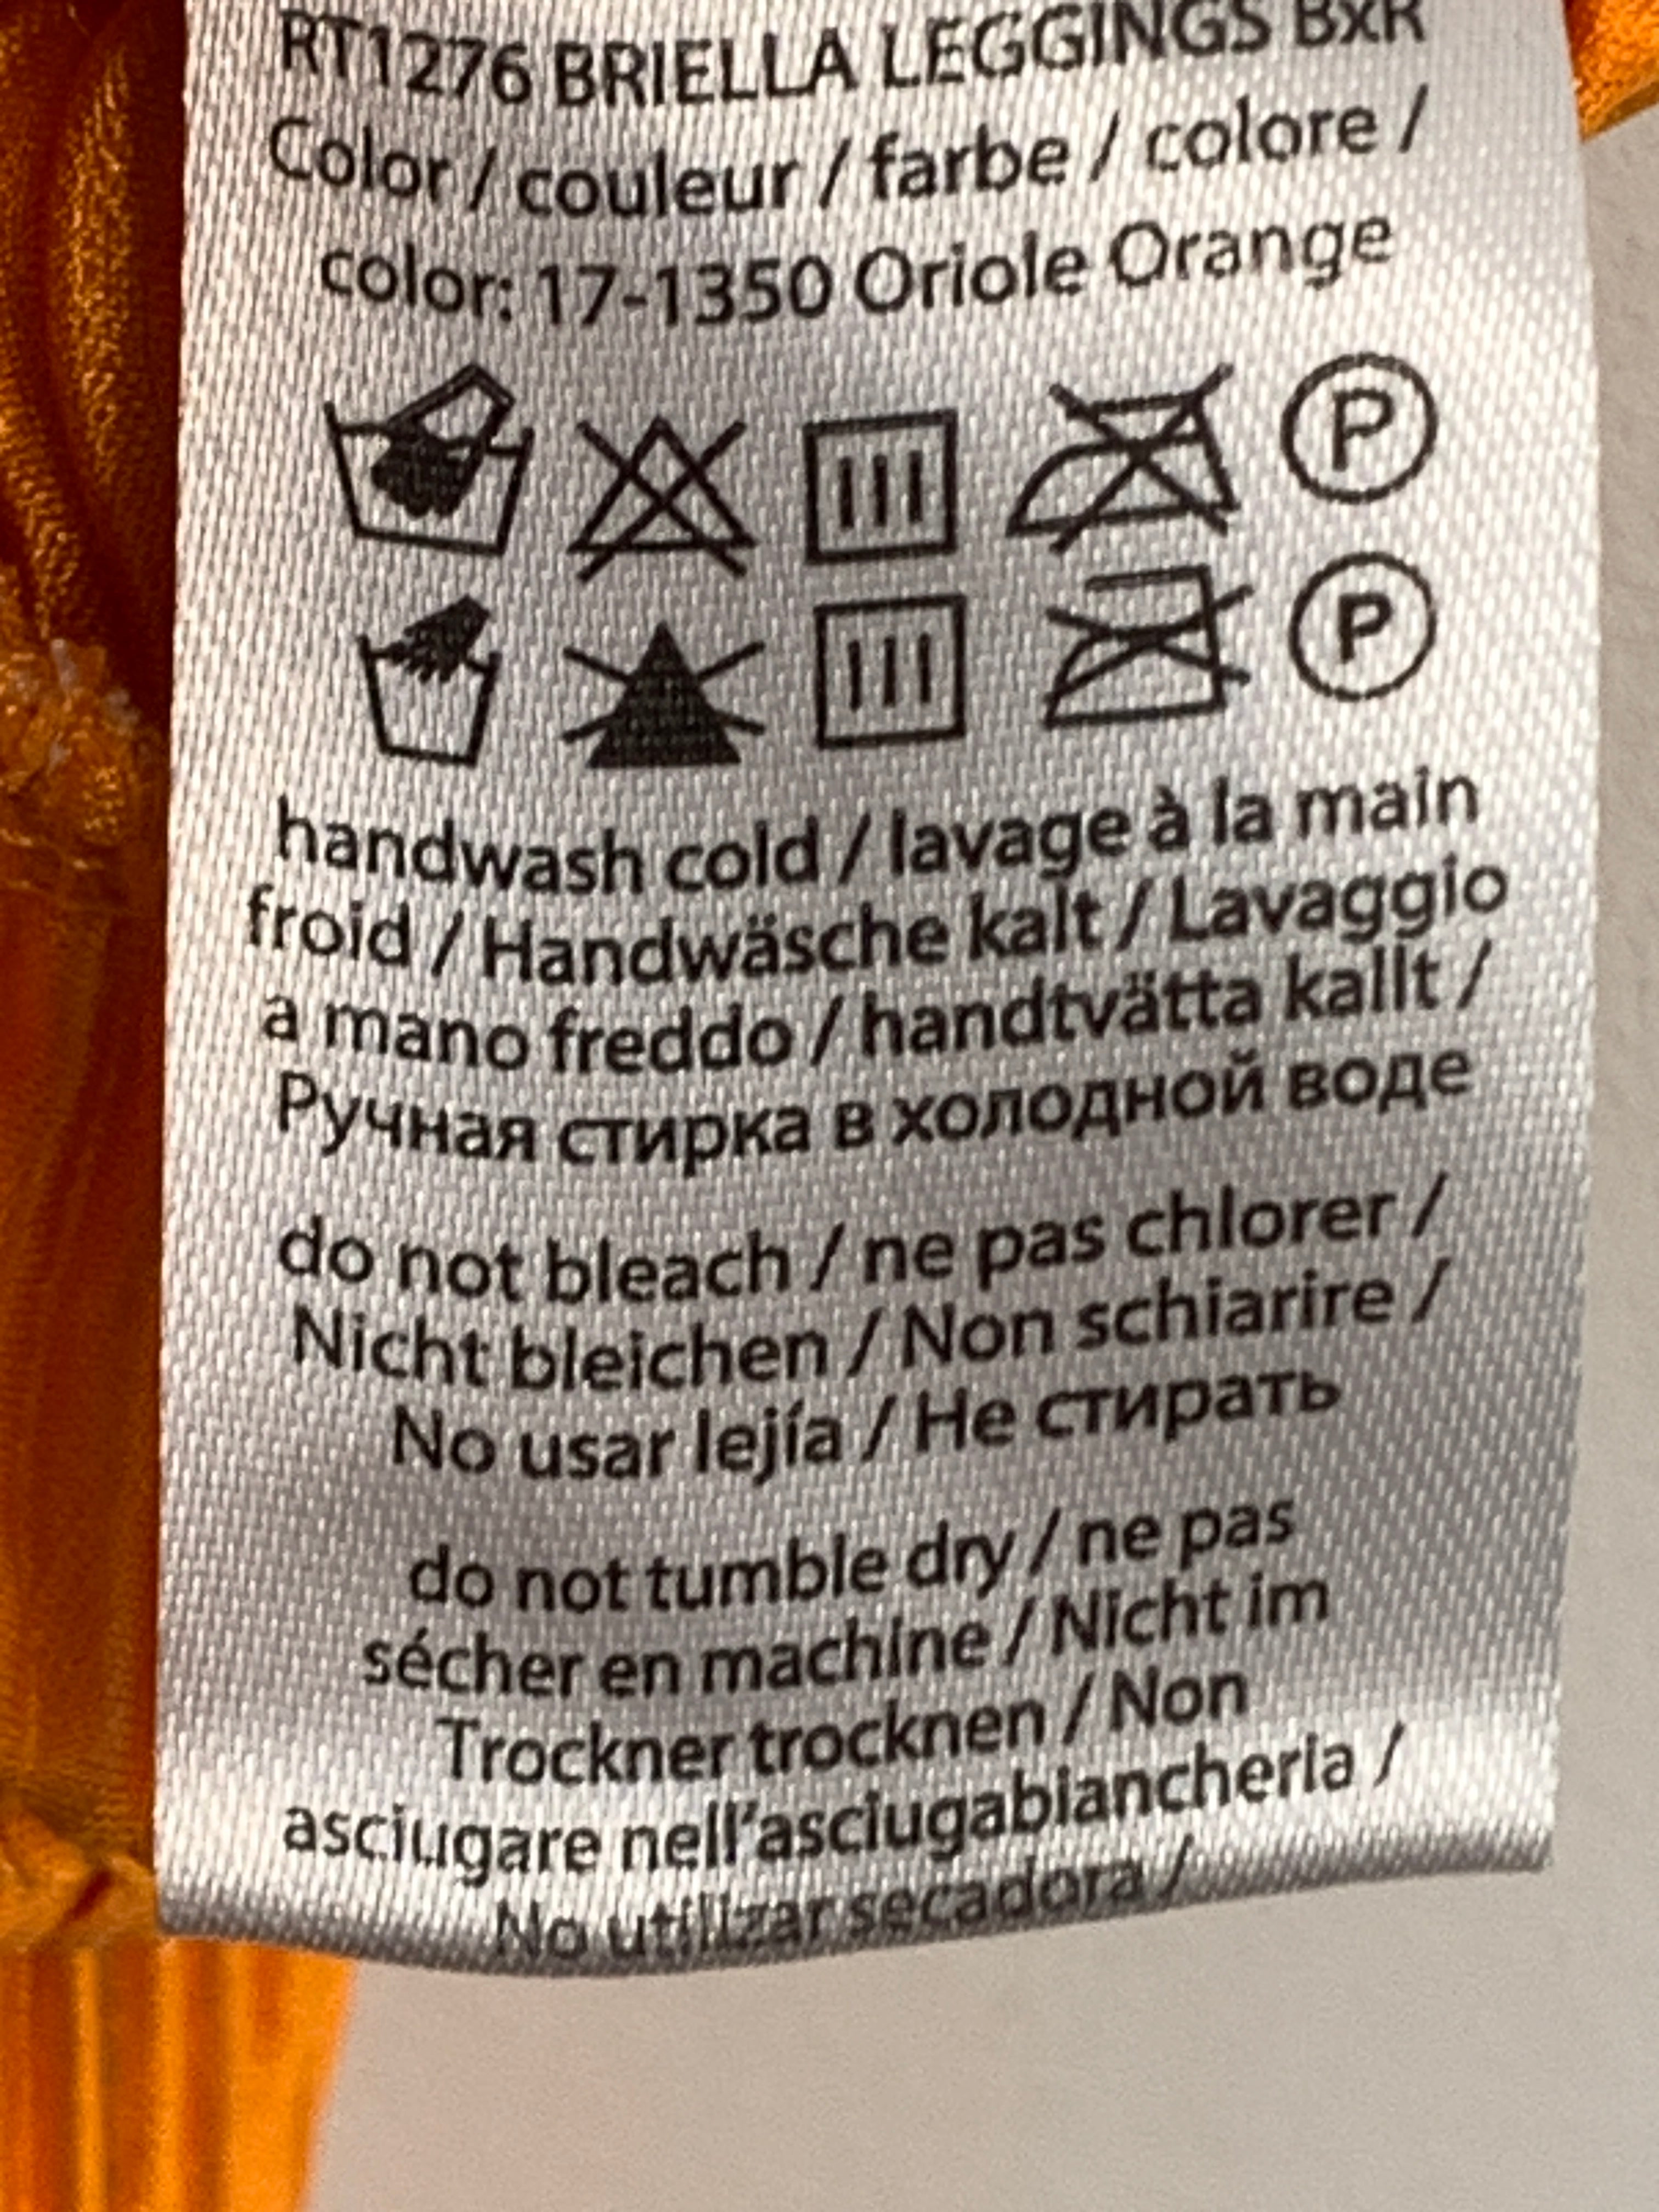 RT1276 BRIELLA LEGGINGS BxR
Color / couleur / farbe / colore /
color: 17-1350 Oriole Orange
P
P
handwash cold / lavage à la main
froid / Handwäsche kalt / Lavaggio
a mano freddo / handtvätta kallt /
Ручная стирка в холодной воде
do not bleach / ne pas chlorer /
Nicht bleichen / Non schiarire /
No usar lejía / Не стирать
do not tumble dry / ne pas
sécher en machine / Nicht im
Trockner trocknen / Non
asciugare nell'asciugabiancheria /
No utilizar secadora /